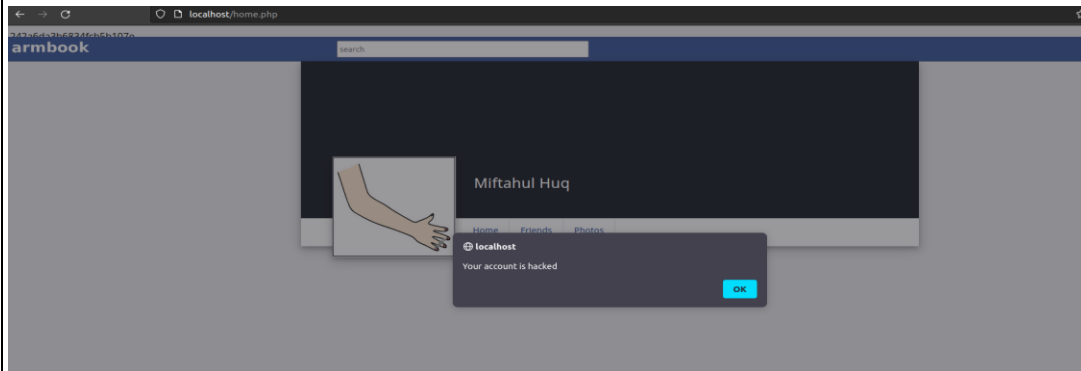 localhost/home.php
armbook
search
Miftahul Huq
Home Friends Photos
localhost
Your account is hacked
OK